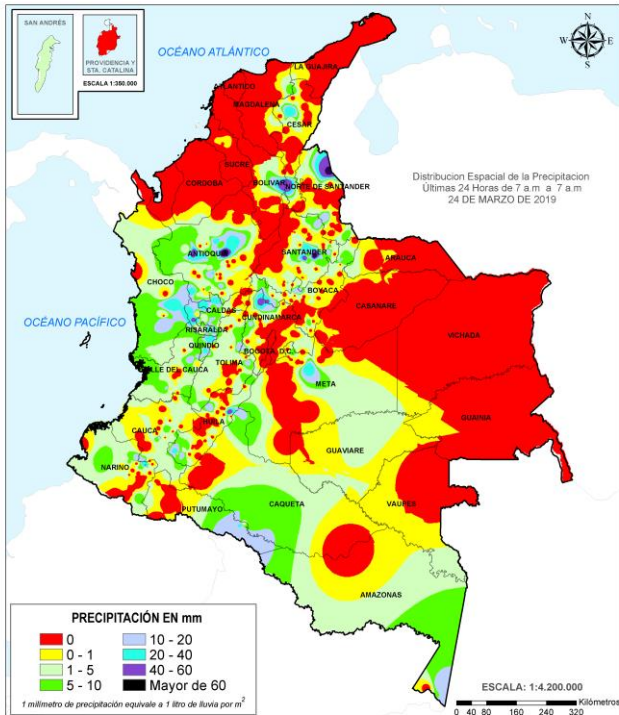 SAN ANDRÉS
PROVIDENCIA Y
STA. CATALINA
ESCALA 1:350.000
OCÉANO ATLÁNTICO
N
W
E
S
LA GUAJIRA
ATLANTICO
MAGDALENA
CESAR
SUCRE
CORDOBA
BOLIVAR
NORTE DE SANTANDER
Distribucion Espacial de la Precipitacion
Últimas 24 Horas de 7 a.m a 7 a.m
24 DE MARZO DE 2019
ANTIOQUIA
SANTANDER
ARAUCA
CHOCO
BOYACA
CASANARE
OCÉANO PACÍFICO
CALDAS
CUNDINAMARCA
VICHADA
RISARALDA
QUINDIO
BOGOTA, D.C.
TOLIMA
VALLE DEL CAUCA
META
GUAINIA
CAUCA
HUILA
GUAVIARE
NARIÑO
PUTUMAYO
CAQUETA
VAUPES
AMAZONAS
PRECIPITACIÓN EN mm
0
10 - 20
0 - 1
20 - 40
1 - 5
40 - 60
5 - 10
Mayor de 60
1 milimetro de precipitación equivale a 1 litro de lluvia por m²
ESCALA: 1:4.200.000
Kilómetros
0 40 80 160 240 320